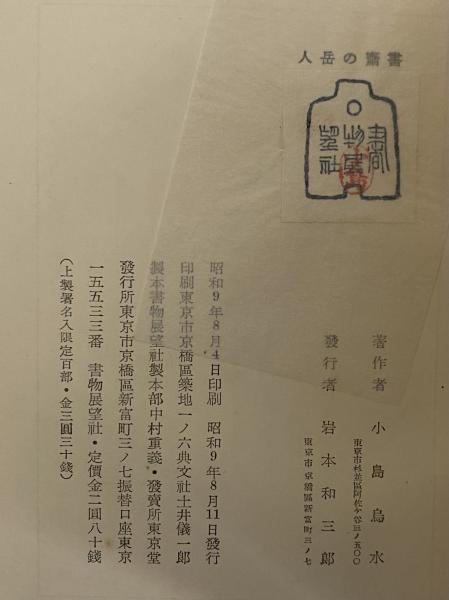 書齋の岳人
書物展望社
著作者　小島烏水
東京市杉並區阿佐ヶ谷三ノ五〇〇
發行者　岩本和三郎
東京市京橋區新富町三ノ七
昭和9年8月4日印刷　昭和9年8月11日發行
印刷東京市京橋區築地一ノ六典文社土井儀一郎
製本書物展望社製本部中村重義・發賣所東京堂
發行所東京市京橋區新富町三ノ七振替口座東京
一五五三三番　書物展望社・定價金二圓八十錢
（上製署名入限定百部・金三圓三十錢）